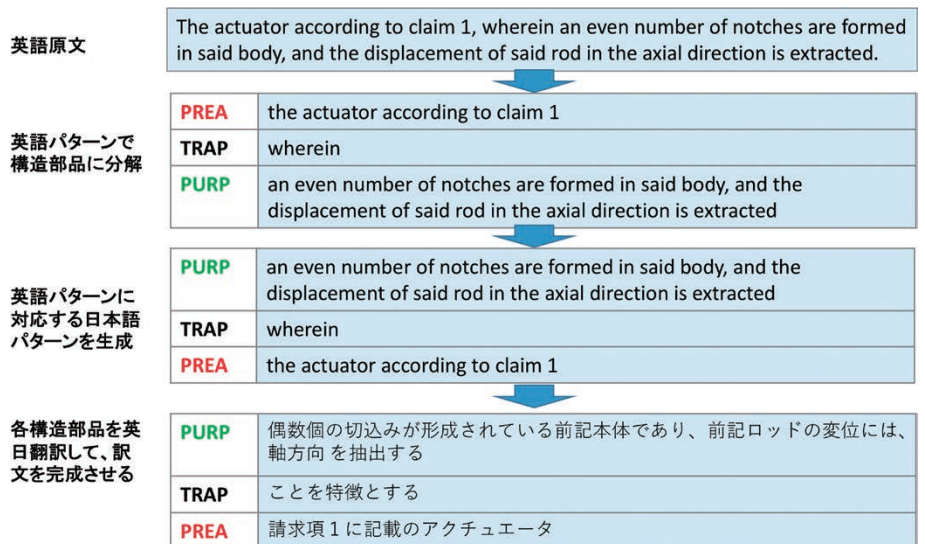 英語原文
The actuator according to claim 1, wherein an even number of notches are formed
in said body, and the displacement of said rod in the axial direction is extracted.
英語パターンで
構造部品に分解
PREA the actuator according to claim 1
TRAP wherein
PURP an even number of notches are formed in said body, and the
displacement of said rod in the axial direction is extracted
英語パターンに
対応する日本語
パターンを生成
PURP an even number of notches are formed in said body, and the
displacement of said rod in the axial direction is extracted
TRAP wherein
PREA the actuator according to claim 1
各構造部品を英
日翻訳して、訳
文を完成させる
PURP 偶数個の切込みが形成されている前記本体であり、前記ロッドの変位には、
軸方向 を抽出する
TRAP ことを特徴とする
PREA 請求項1に記載のアクチュエータ